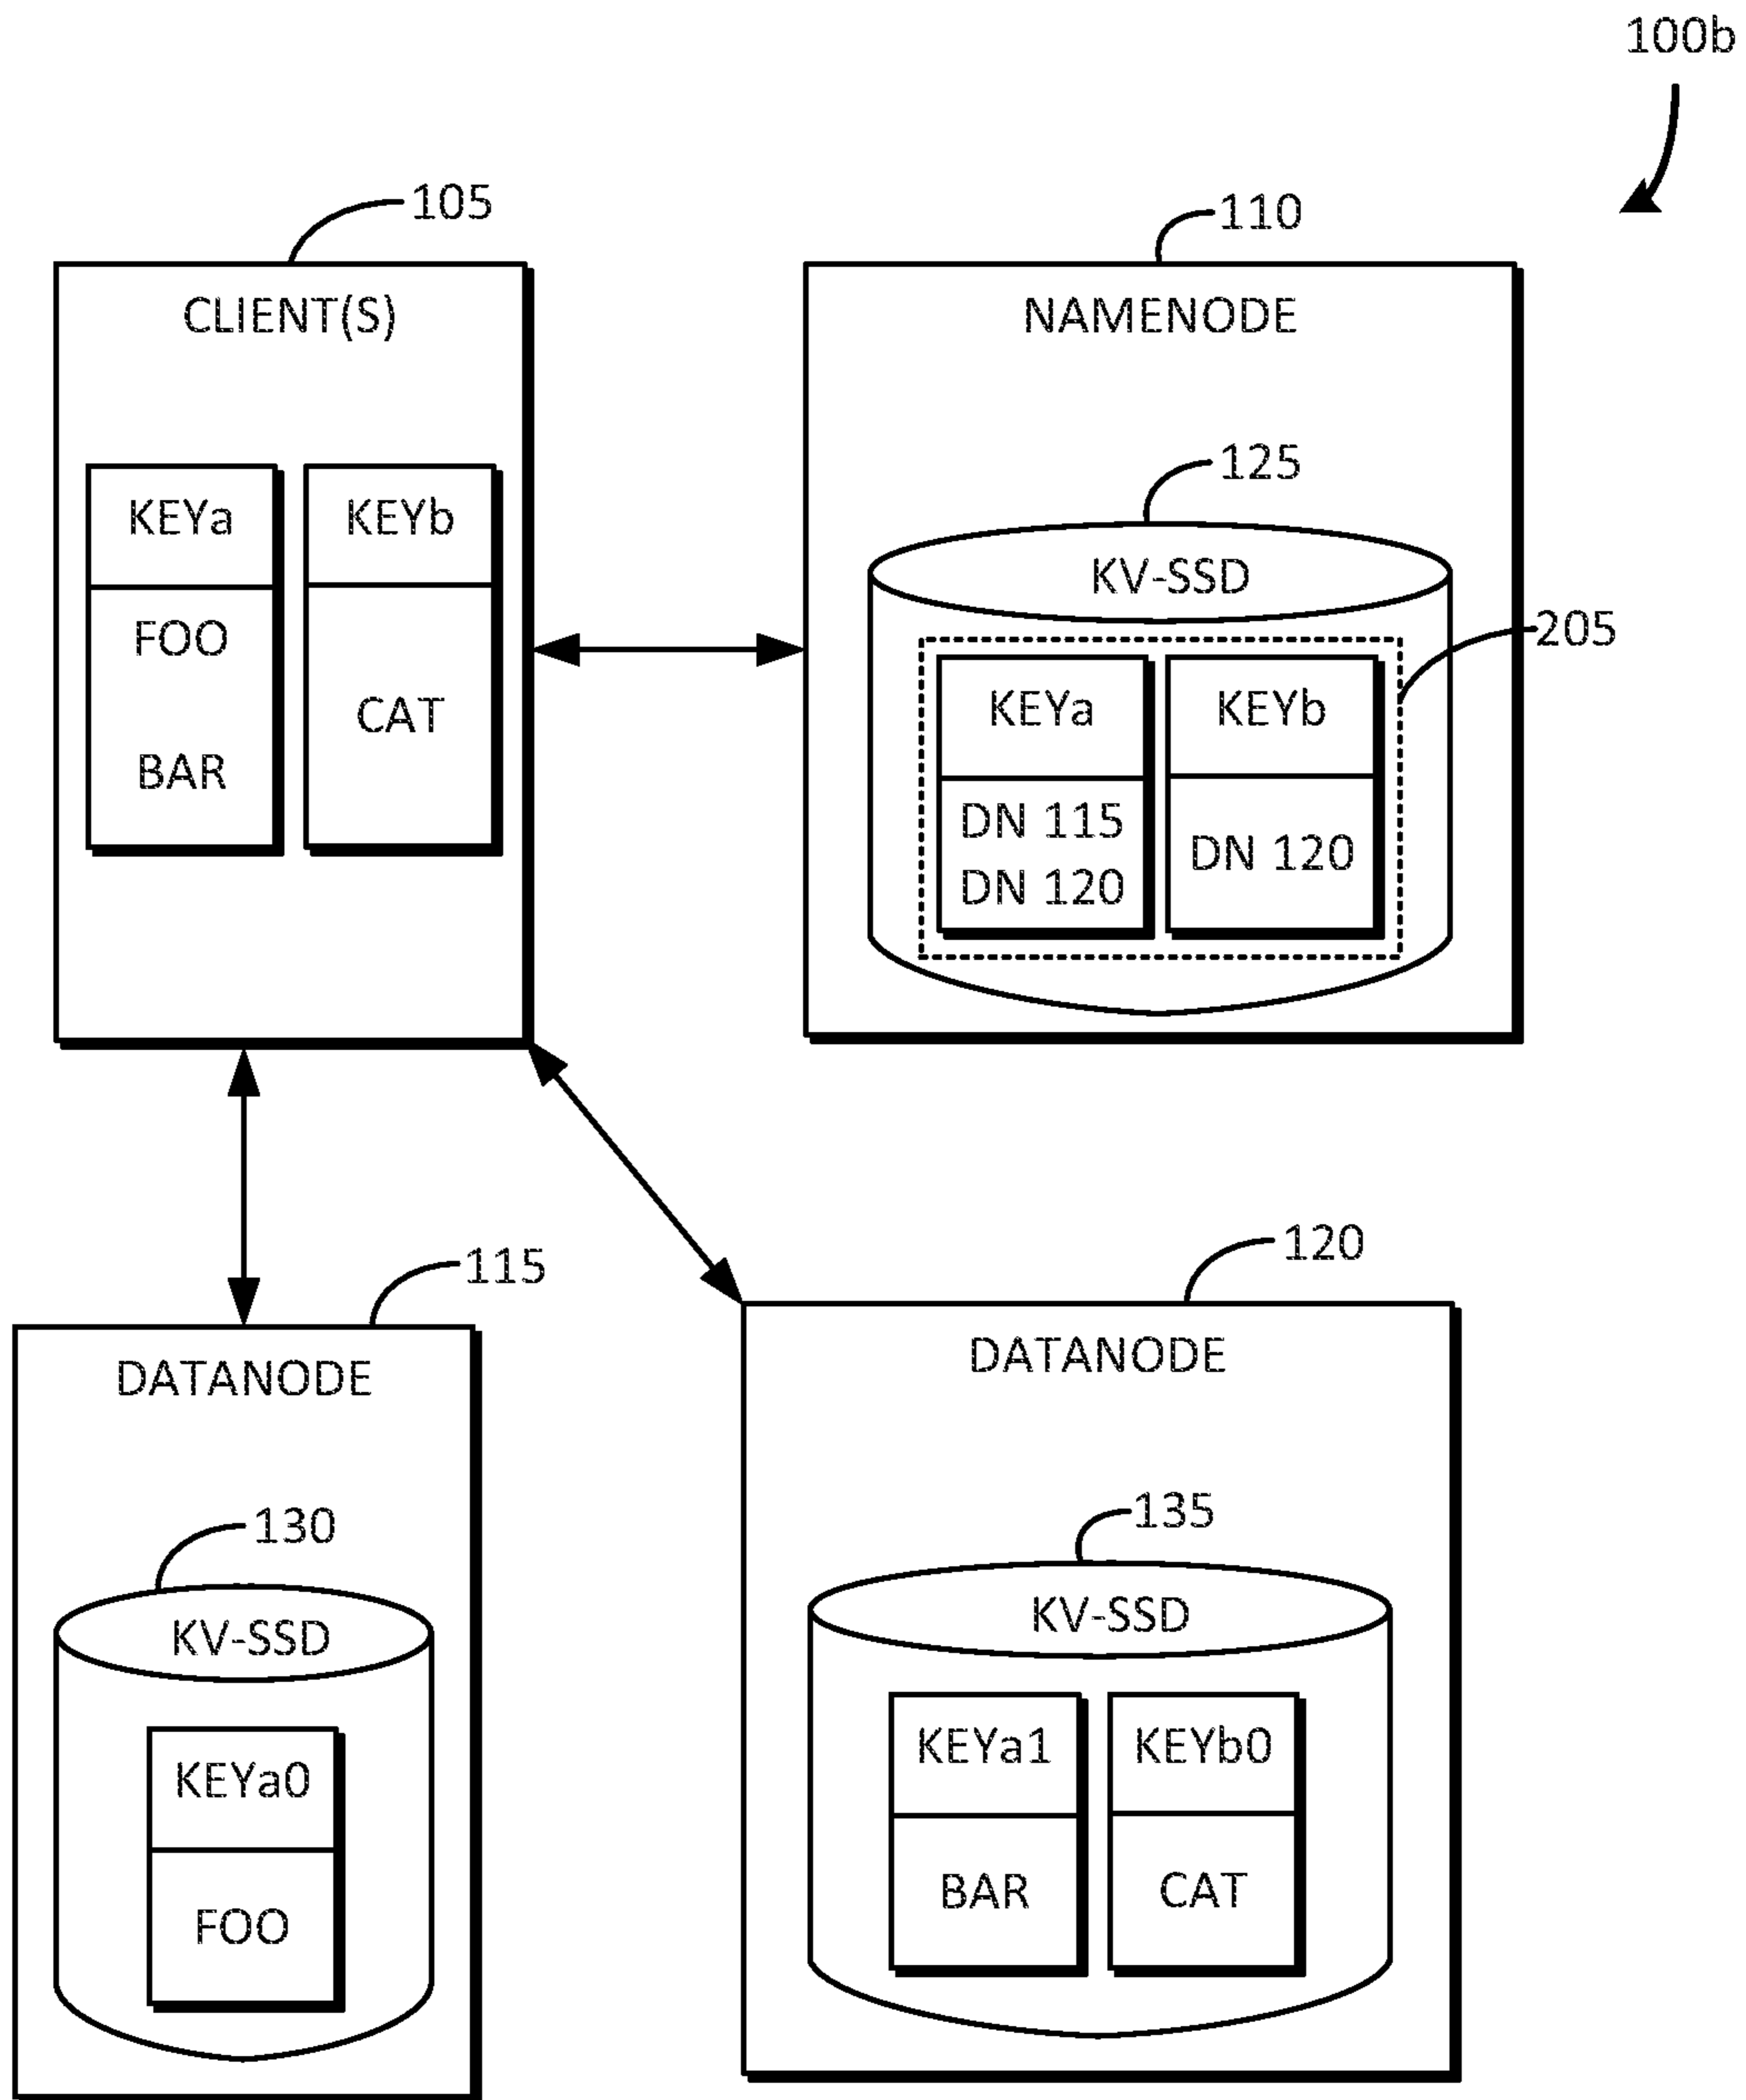 100b
105
110
CLIENT(S)
NAMENODE
KEYa
KEYb
FOO
BAR
CAT
125
KV-SSD
205
KEYa
KEYb
DN 115
DN 120
DN 120
115
120
DATANODE
DATANODE
130
KV-SSD
KEYa0
FOO
135
KV-SSD
KEYa1
KEYb0
BAR
CAT